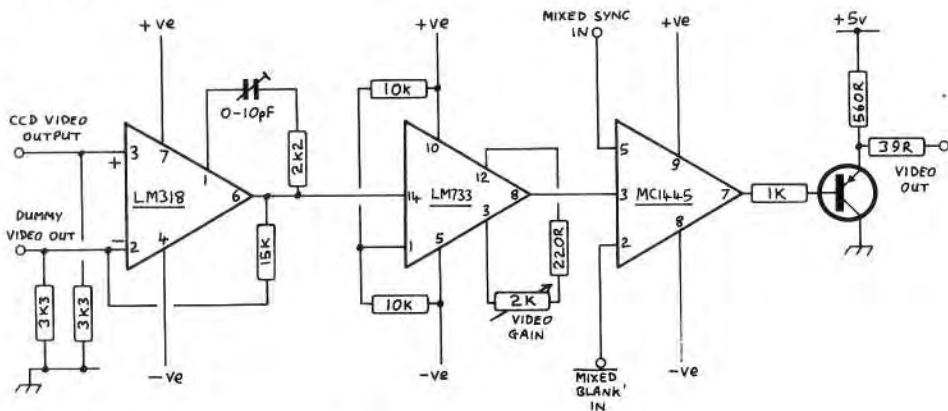 +ve
+ve
MIXED SYNC
IN
+ve
+5v
0-10pF
10K
560R
CCD VIDEO
OUTPUT
2K2
39R
VIDEO
OUT
3
+
7
1
LM318
6
10
12
14
LM733
8
3
5
9
3
MC1445
7
1K
DUMMY
VIDEO OUT
–
2
4
15K
1
5
220R
2
8
3K3
3K3
10K
2K
VIDEO
GAIN
-ve
-ve
MIXED
BLANK'
IN
-ve